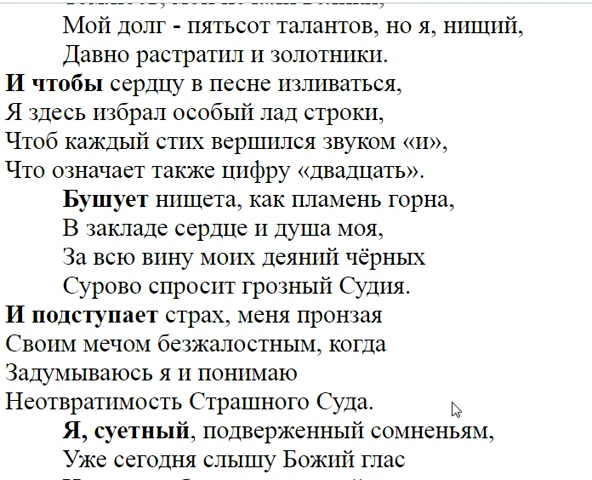 Мой долг - пятьсот талантов, но я, нищий,
Давно растратил и золотники.
И чтобы сердцу в песне изливаться,
Я здесь избрал особый лад строки,
Чтоб каждый стих вершился звуком «и»,
Что означает также цифру «двадцать».
Бушует нищета, как пламень горна,
В закладе сердце и душа моя,
За всю вину моих деяний чёрных
Сурово спросит грозный Судия.
И подступает страх, меня пронзая
Своим мечом безжалостным, когда
Задумываюсь я и понимаю
Неотвратимость Страшного Суда.
Я, суетный, подверженный сомненьям,
Уже сегодня слышу Божий глас